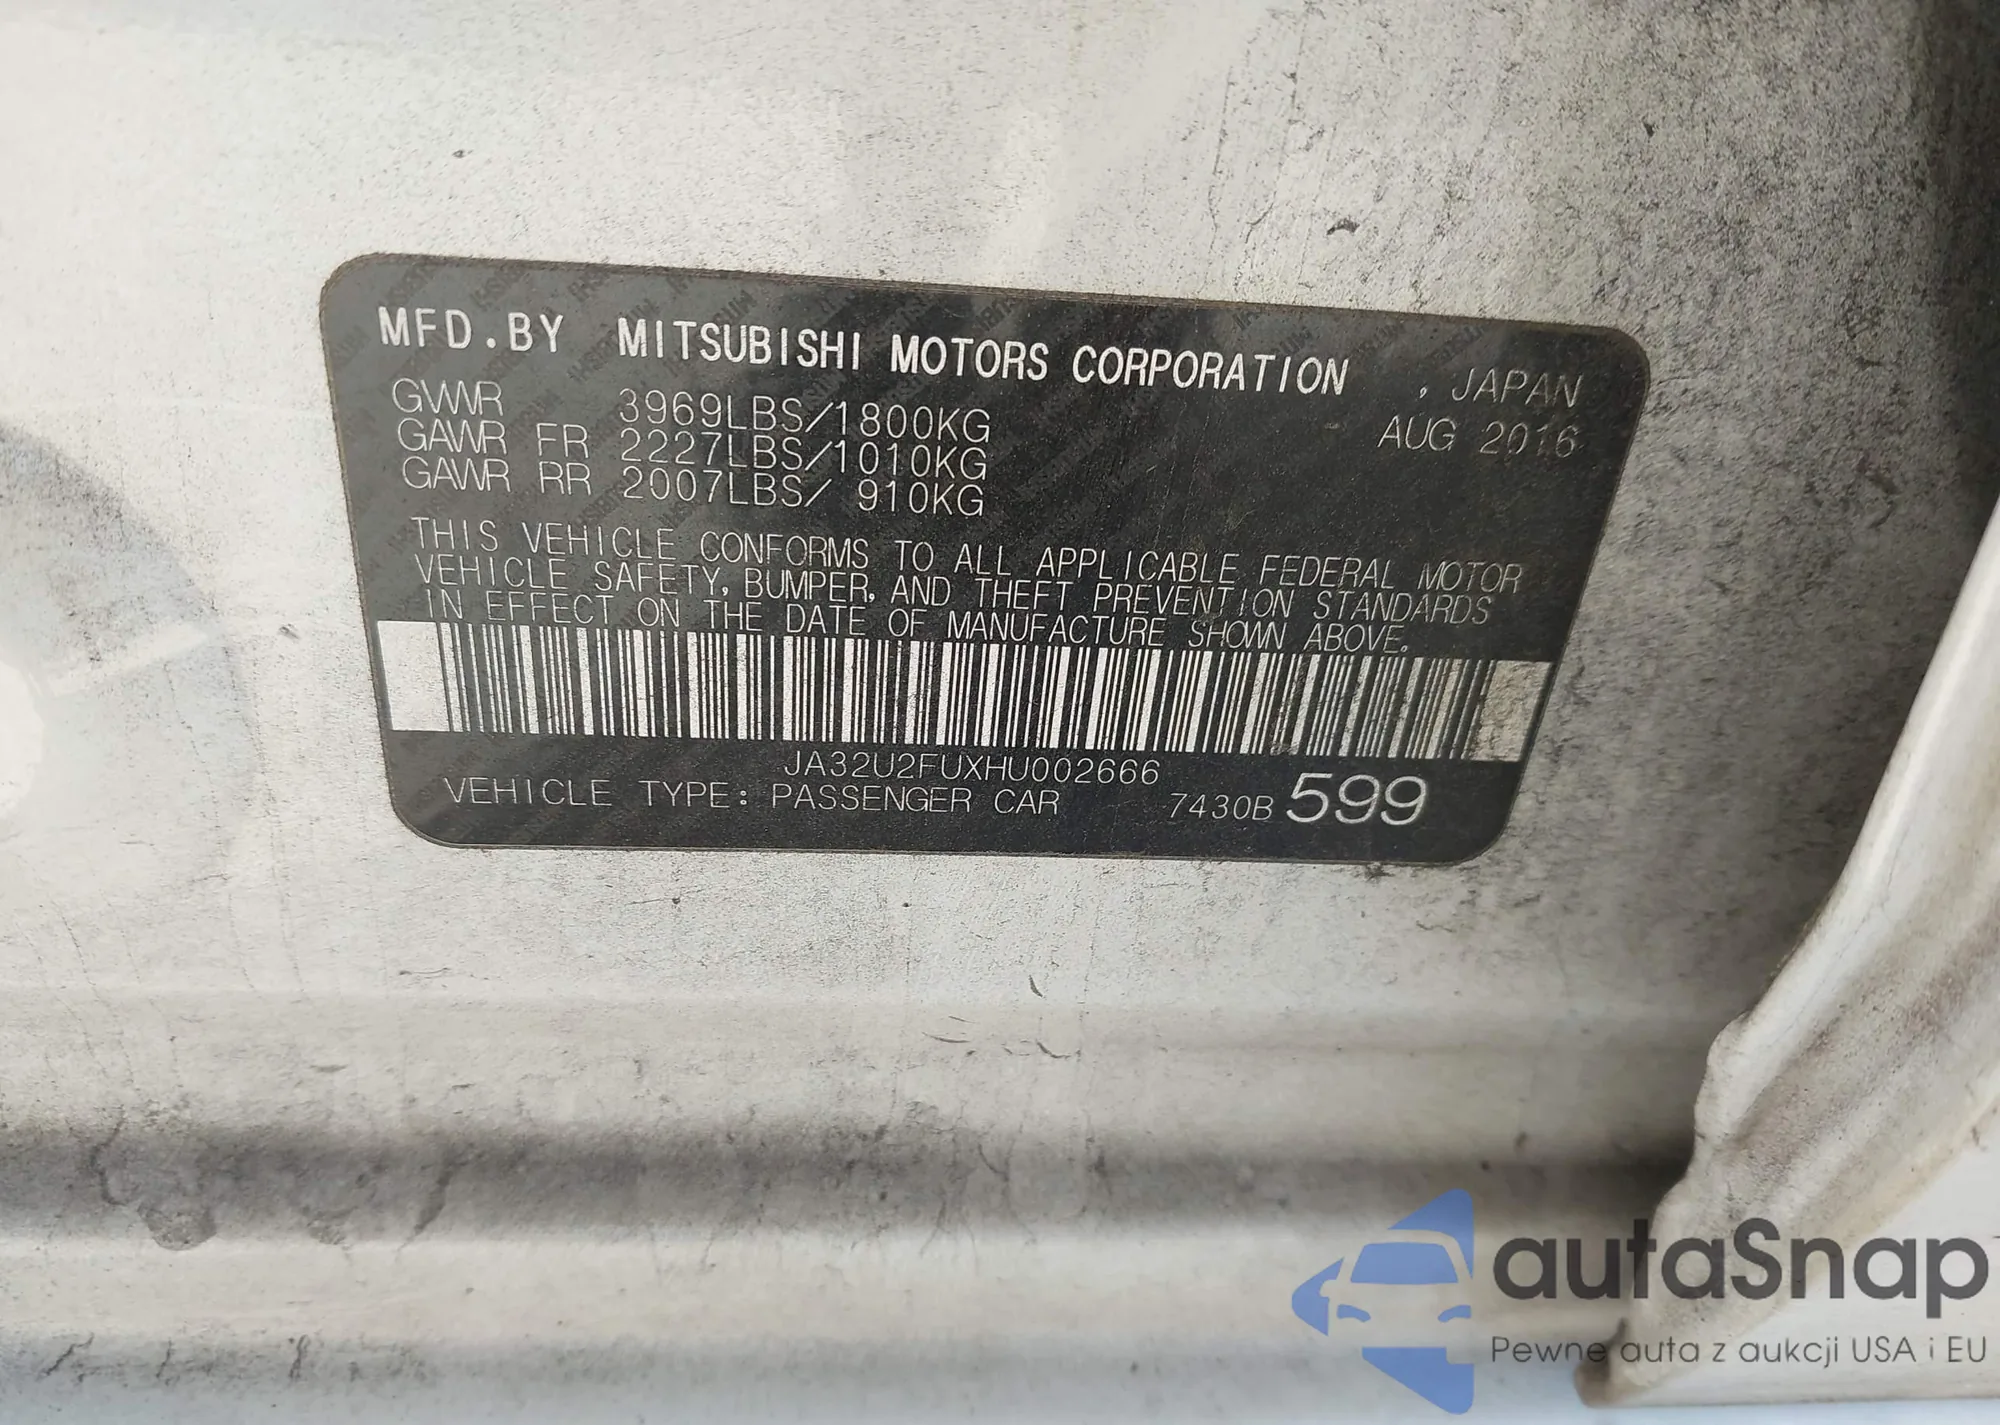 MFD.BY MITSUBISHI MOTORS CORPORATION , JAPAN
GVWR 3969LBS/1800KG AUG 2016
GAWR FR 2227LBS/1010KG
GAWR RR 2007LBS/ 910KG
THIS VEHICLE CONFORMS TO ALL APPLICABLE FEDERAL MOTOR
VEHICLE SAFETY, BUMPER, AND THEFT PREVENTION STANDARDS
IN EFFECT ON THE DATE OF MANUFACTURE SHOWN ABOVE.
JA32U2FUXHU002666
VEHICLE TYPE: PASSENGER CAR 7430B 599
autaSnap
Pewne auta z aukcji USA i EU